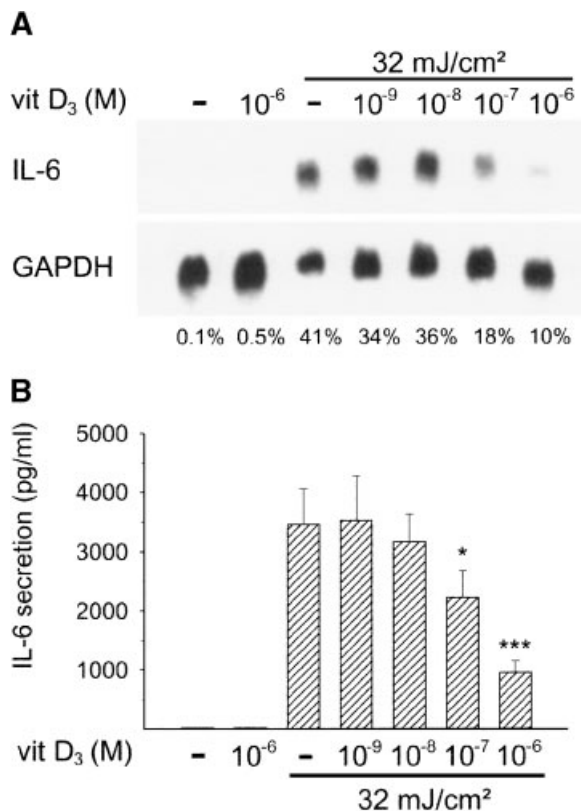 A
32 mJ/cm²
vit D₃ (M) - 10⁻⁶ - 10⁻⁹ 10⁻⁸ 10⁻⁷ 10⁻⁶
IL-6
GAPDH
0.1% 0.5% 41% 34% 36% 18% 10%
B
5000
4000
3000
2000
1000
IL-6 secretion (pg/ml)
*
***
vit D₃ (M) - 10⁻⁶ - 10⁻⁹ 10⁻⁸ 10⁻⁷ 10⁻⁶
32 mJ/cm²